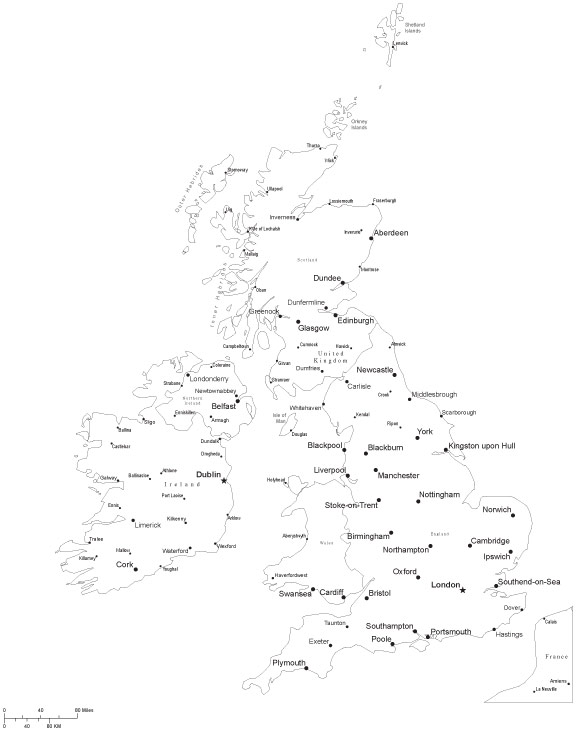 Shetland
Islands
Lerwick
Orkney
Islands
Thurso
Wick
Outer Hebrides
Stornoway
Ullapool
Uig
Lossiemouth
Fraserburgh
Inverness
Kyle of Lochalsh
Inverurie
Aberdeen
Mallaig
Scotland
Montrose
Inner Hebrides
Oban
Dundee
Dunfermline
Greenock
Edinburgh
Glasgow
Campbeltown
Cumnock
Hawick
Alnwick
United
Kingdom
Girvan
Coleraine
Londonderry
Dumfries
Newcastle
Strabane
Stranraer
Carlisle
Newtownabbey
Northern
Ireland
Crook
Middlesbrough
Belfast
Whitehaven
Enniskillen
Armagh
Isle of
Man
Kendal
Scarborough
Sligo
Ripon
Ballina
Douglas
York
Dundalk
Castlebar
Blackpool
Blackburn
Kingston upon Hull
Dingherta
Athlone
Dublin
Liverpool
Manchester
Galway
Ballinasloe
Ireland
Holyhead
Port Laoise
Stoke-on-Trent
Nottingham
Ennis
Norwich
Limerick
Kilkenny
Arklow
Birmingham
England
Tralee
Aberystwyth
Wales
Cambridge
Northampton
Mallow
Waterford
Wexford
Ipswich
Killarney
Cork
Youghal
Haverfordwest
Oxford
London
Southend-on-Sea
Swansea
Cardiff
Bristol
Dover
Taunton
Southampton
Portsmouth
Hastings
Calais
Exeter
Poole
France
Plymouth
Amiens
La Neuville
0 40 80 Miles
0 40 80 KM